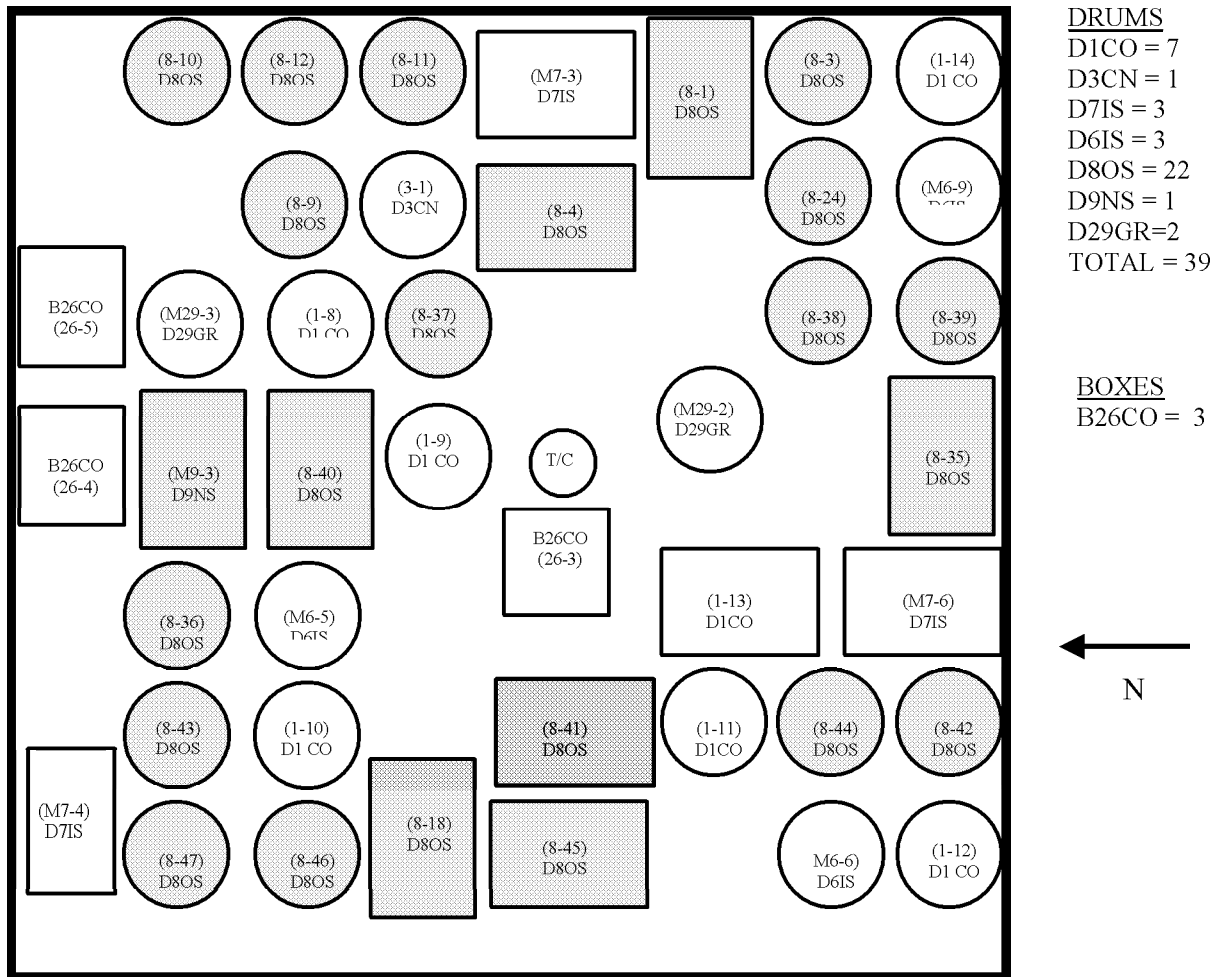 (8-10)
D8OS
(8-12)
D8OS
(8-11)
D8OS
(M7-3)
D7IS
(8-1)
D8OS
(8-3)
D8OS
(1-14)
D1 CO
(8-9)
D8OS
(3-1)
D3CN
(8-4)
D8OS
(8-24)
D8OS
(M6-9)
D6IS
B26CO
(26-5)
(M29-3)
D29GR
(1-8)
D1 CO
(8-37)
D8OS
(8-38)
D8OS
(8-39)
D8OS
B26CO
(26-4)
(M9-3)
D9NS
(8-40)
D8OS
(1-9)
D1 CO
T/C
(M29-2)
D29GR
(8-35)
D8OS
B26CO
(26-3)
(8-36)
D8OS
(M6-5)
D6IS
(1-13)
D1CO
(M7-6)
D7IS
(8-43)
D8OS
(1-10)
D1 CO
(8-41)
D8OS
(1-11)
D1CO
(8-44)
D8OS
(8-42
D8OS
(M7-4)
D7IS
(8-47)
D8OS
(8-46)
D8OS
(8-18)
D8OS
(8-45)
D8OS
M6-6)
D6IS
(1-12)
D1 CO
DRUMS
D1CO = 7
D3CN = 1
D7IS = 3
D6IS = 3
D8OS = 22
D9NS = 1
D29GR=2
TOTAL = 39
BOXES
B26CO = 3
N